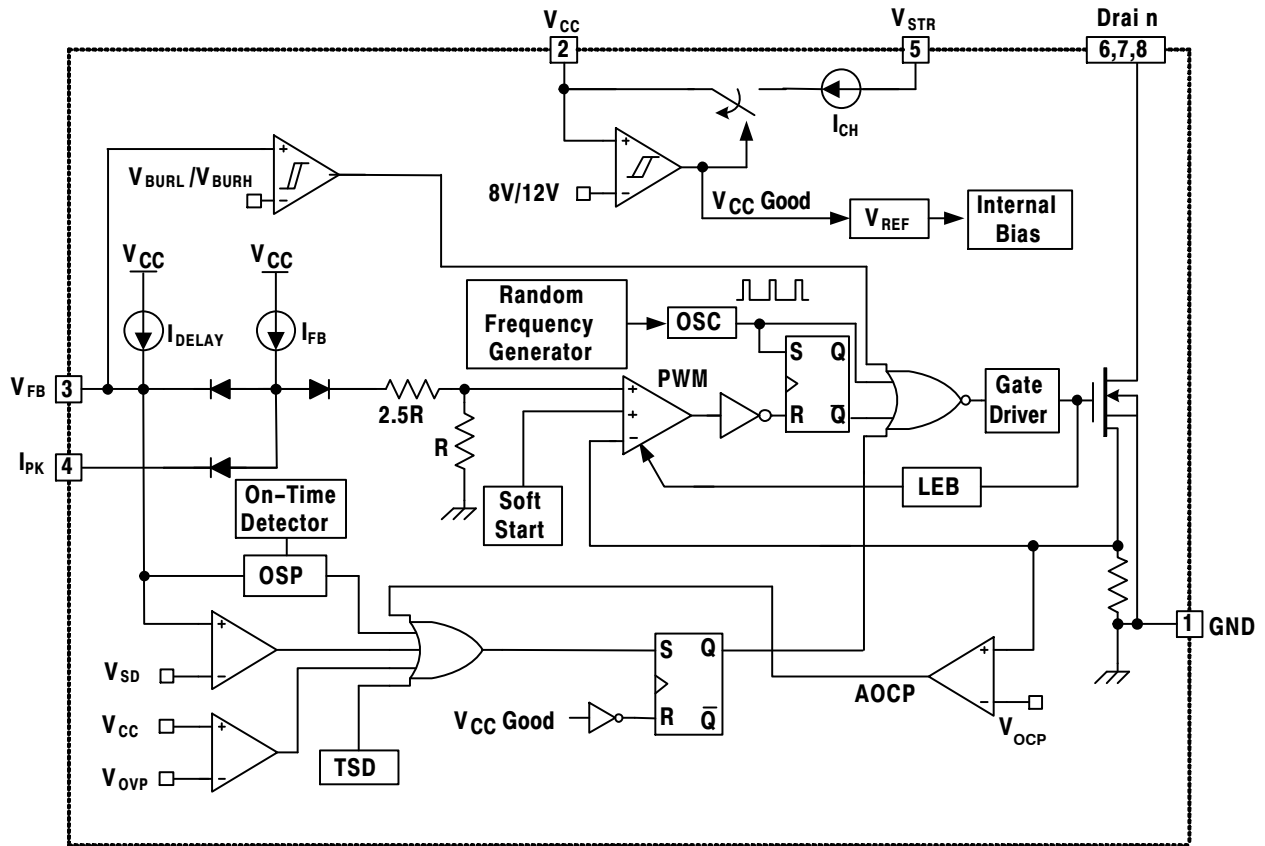 VCC
VSTR
Drai n
2
5
6,7,8
ICH
+
−
VBURL /VBURH
+
−
8V/12V
VCC Good
VREF
Internal
Bias
VCC
VCC
IDELAY
IFB
Random
Frequency
Generator
OSC
S Q
R Q̅
VFB 3
2.5R
R
PWM
+
+
−
Gate
Driver
IPK 4
LEB
Soft
Start
On−Time
Detector
OSP
1 GND
+
−
VSD
VCC
+
VOVP
−
TSD
S Q
R Q̅
VCC Good
AOCP
+
−
VOCP